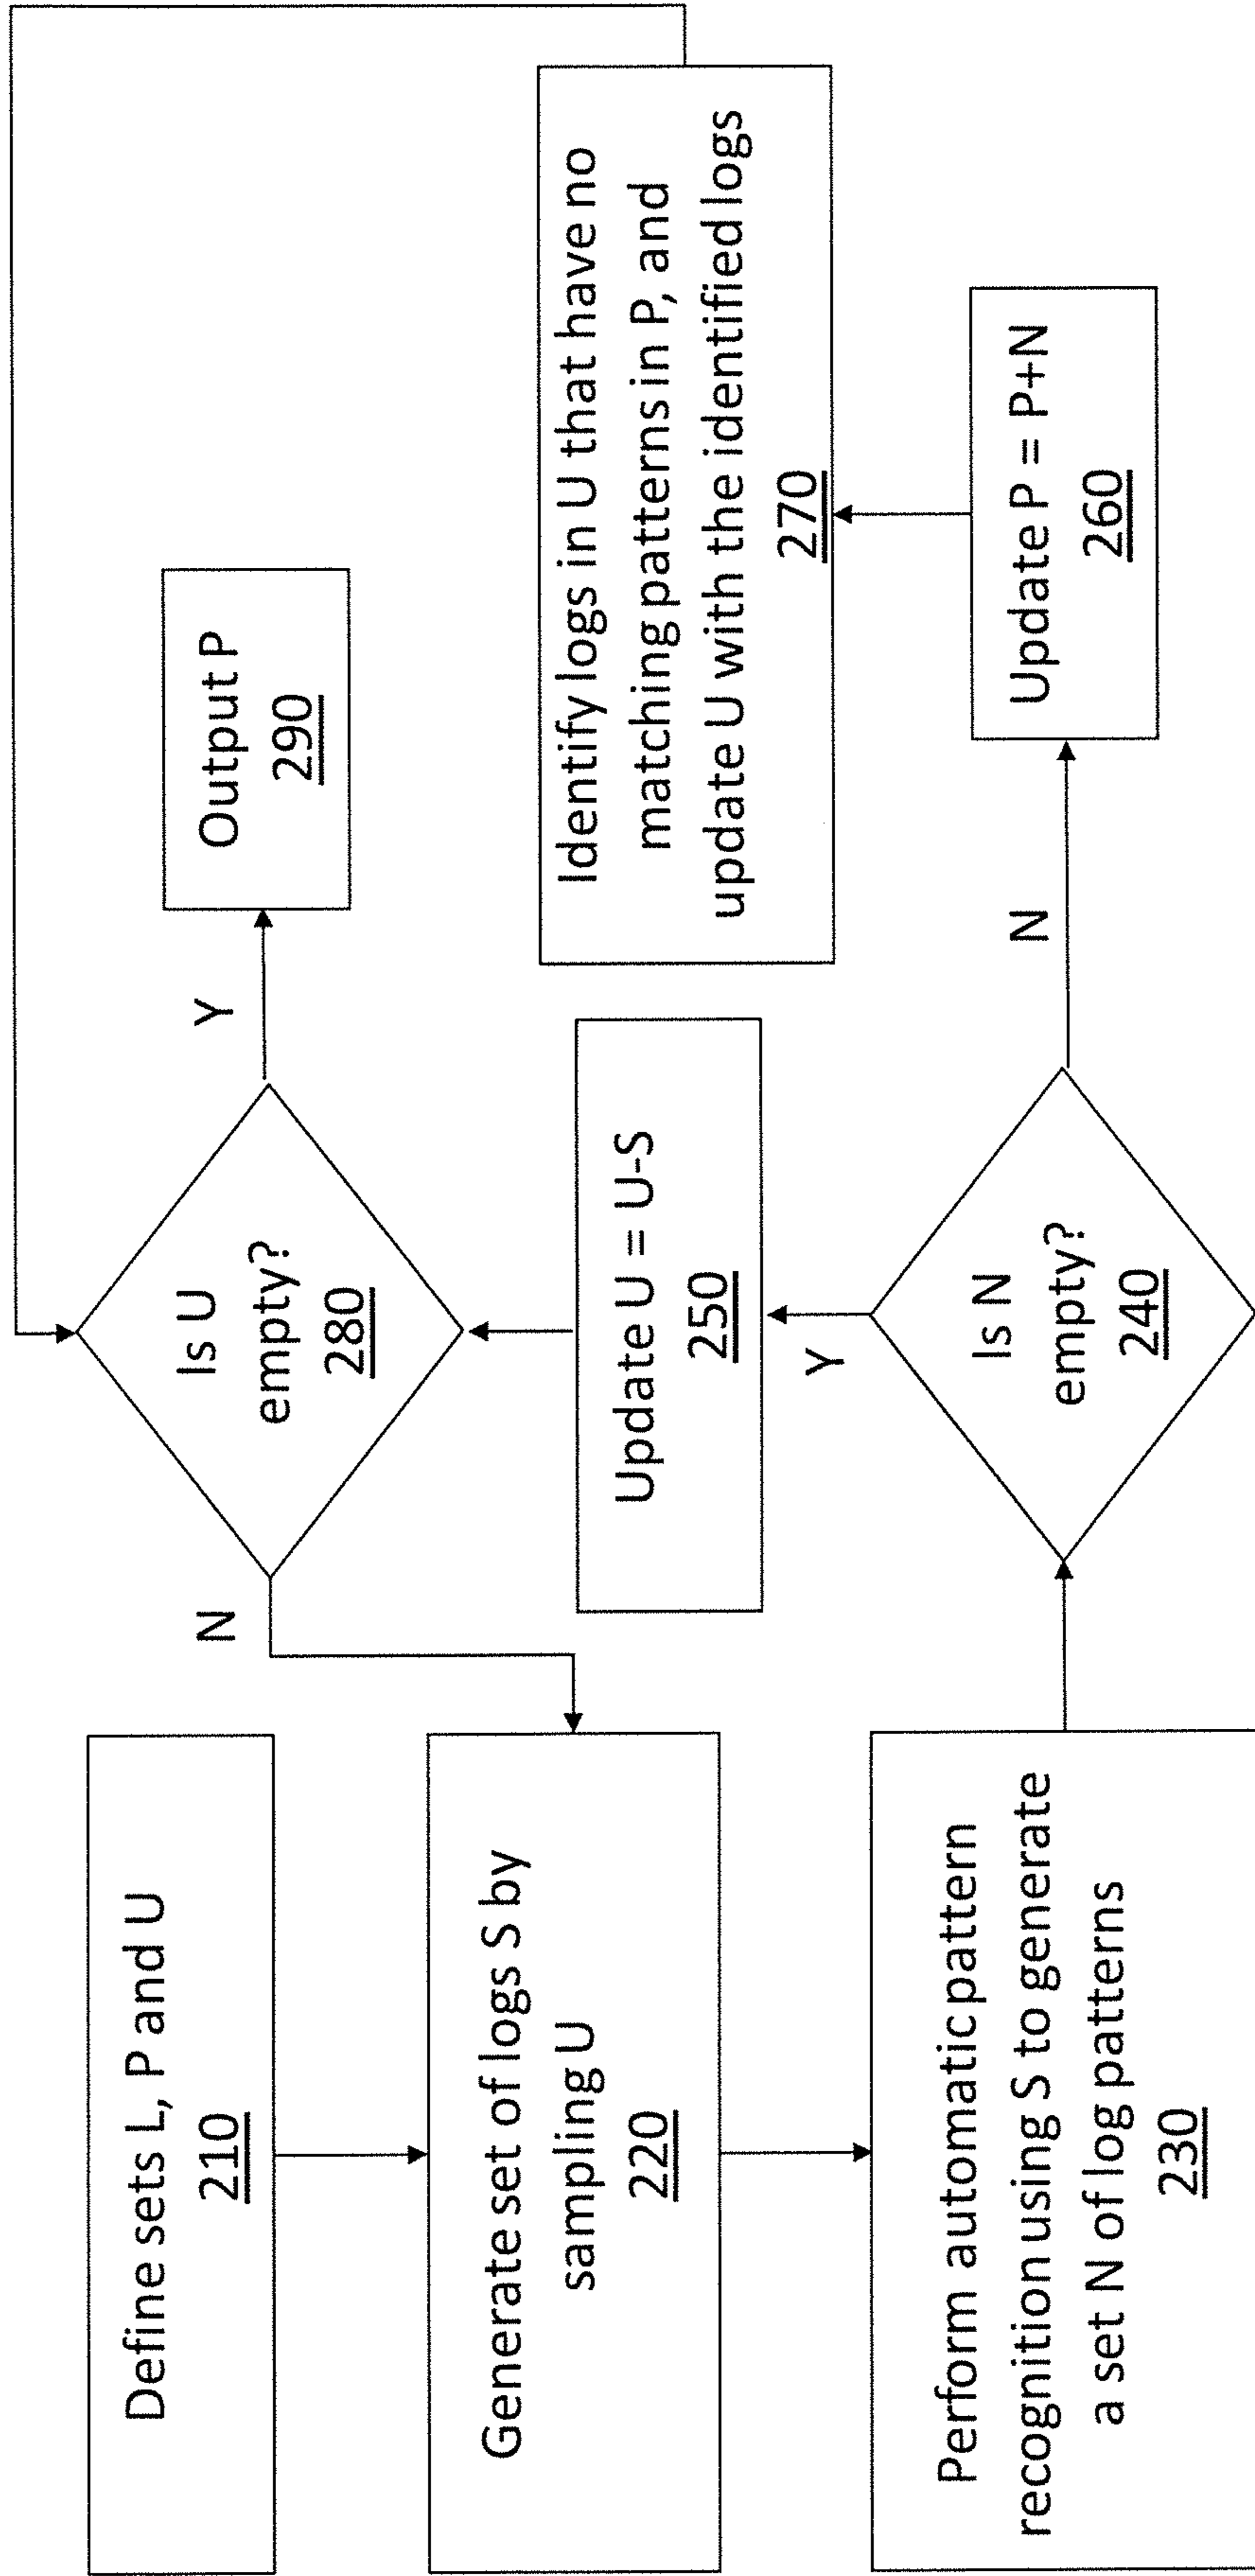 Define sets L, P and U
210
Generate set of logs S by
sampling U
220
Perform automatic pattern
recognition using S to generate
a set N of log patterns
230
Is N
empty?
240
Y
N
Update U = U-S
250
Update P = P+N
260
Identify logs in U that have no
matching patterns in P, and
update U with the identified logs
270
Is U
empty?
280
N
Y
Output P
290